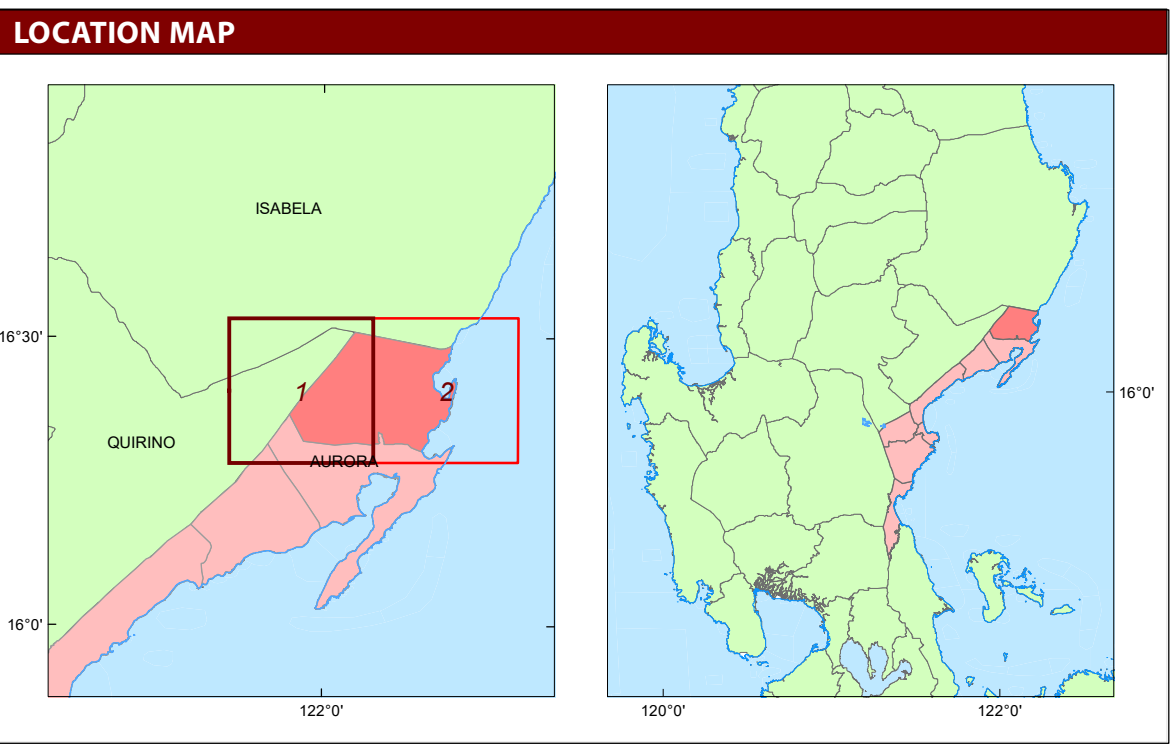 LOCATION MAP
ISABELA
16°30'
1
2
QUIRINO
AURORA
16°0'
122°0'
16°0'
120°0'
122°0'